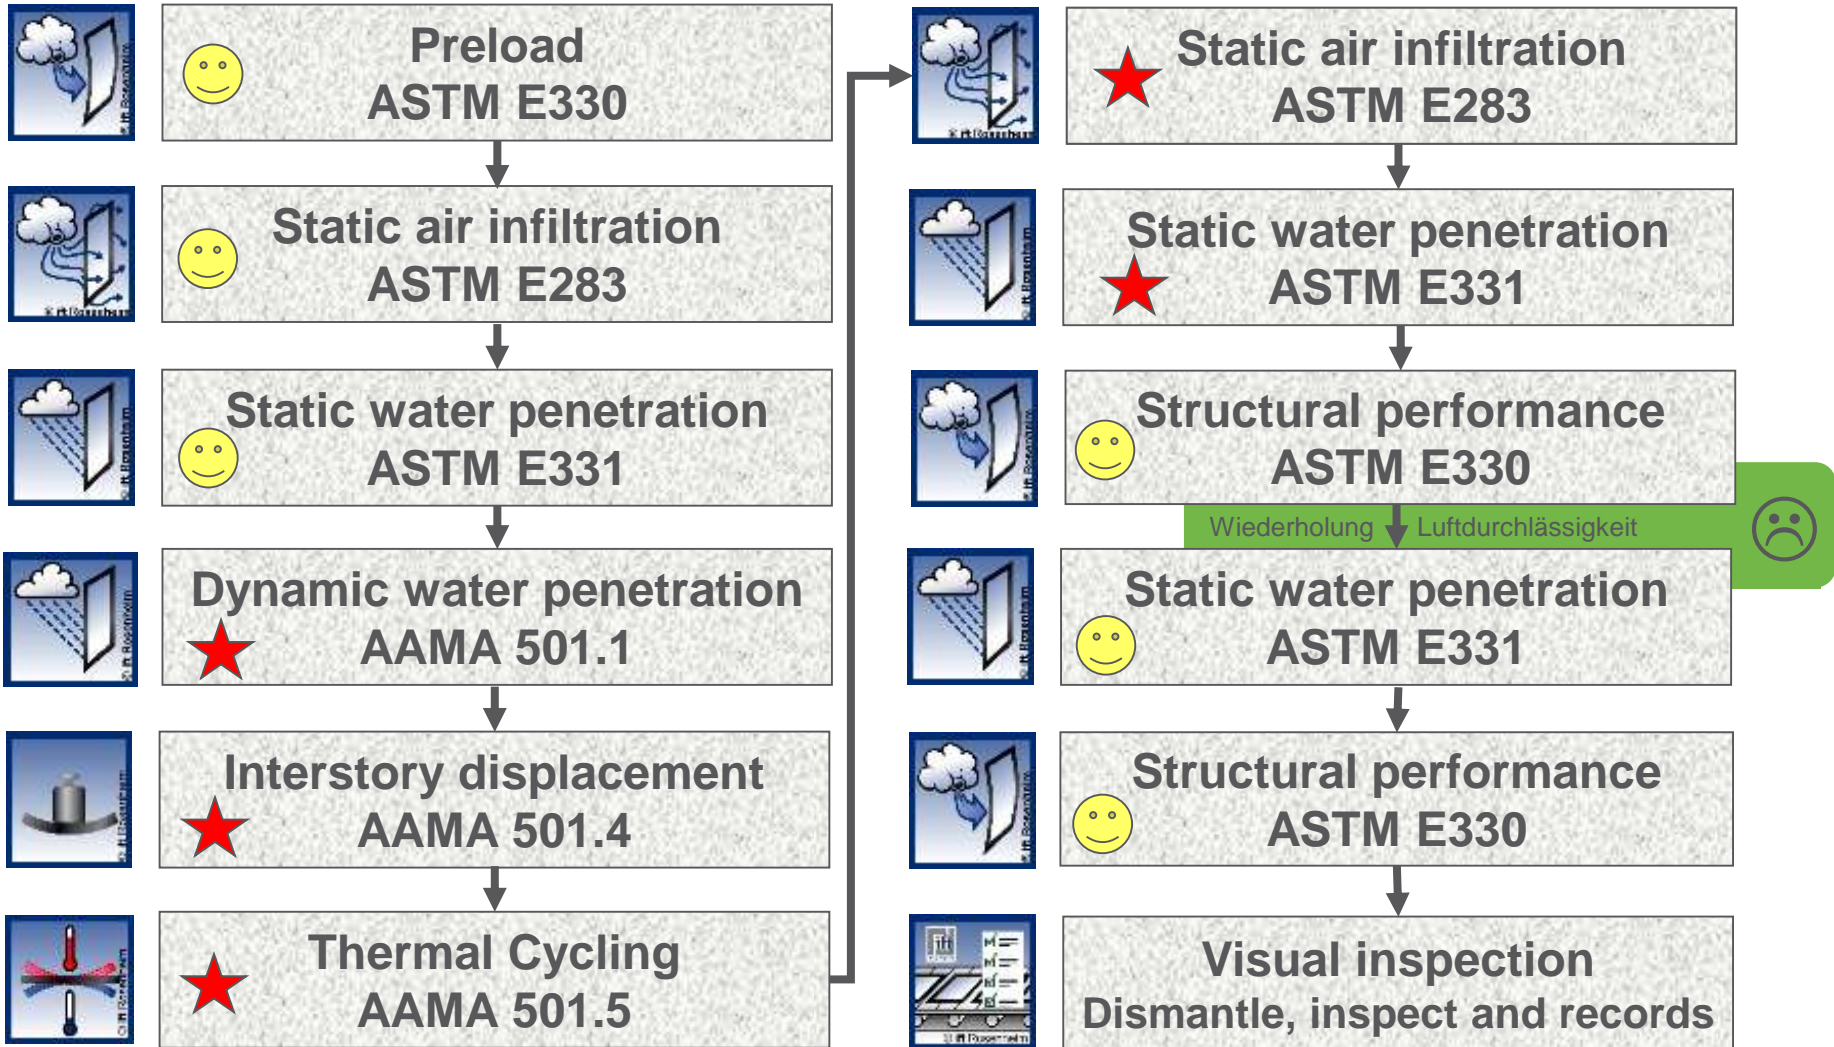 Preload
ASTM E330
Static air infiltration
ASTM E283
Static water penetration
ASTM E331
Dynamic water penetration
AAMA 501.1
Interstory displacement
AAMA 501.4
Thermal Cycling
AAMA 501.5
Static air infiltration
ASTM E283
Static water penetration
ASTM E331
Structural performance
ASTM E330
Wiederholung Luftdurchlässigkeit
Static water penetration
ASTM E331
Structural performance
ASTM E330
ift
Visual inspection
Dismantle, inspect and records